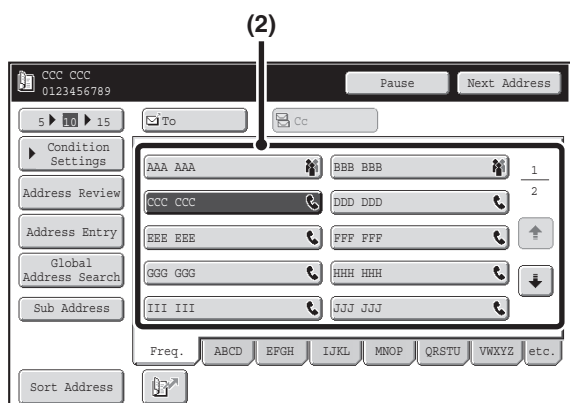 (2)
CCC CCC
0123456789
Pause
Next Address
5 10 15
To
Cc
Condition
Settings
Address Review
Address Entry
Global
Address Search
Sub Address
Sort Address
AAA AAA
BBB BBB
CCC CCC
DDD DDD
EEE EEE
FFF FFF
GGG GGG
HHH HHH
III III
JJJ JJJ
1
2
Freq.
ABCD
EFGH
IJKL
MNOP
QRSTU
VWXYZ
etc.